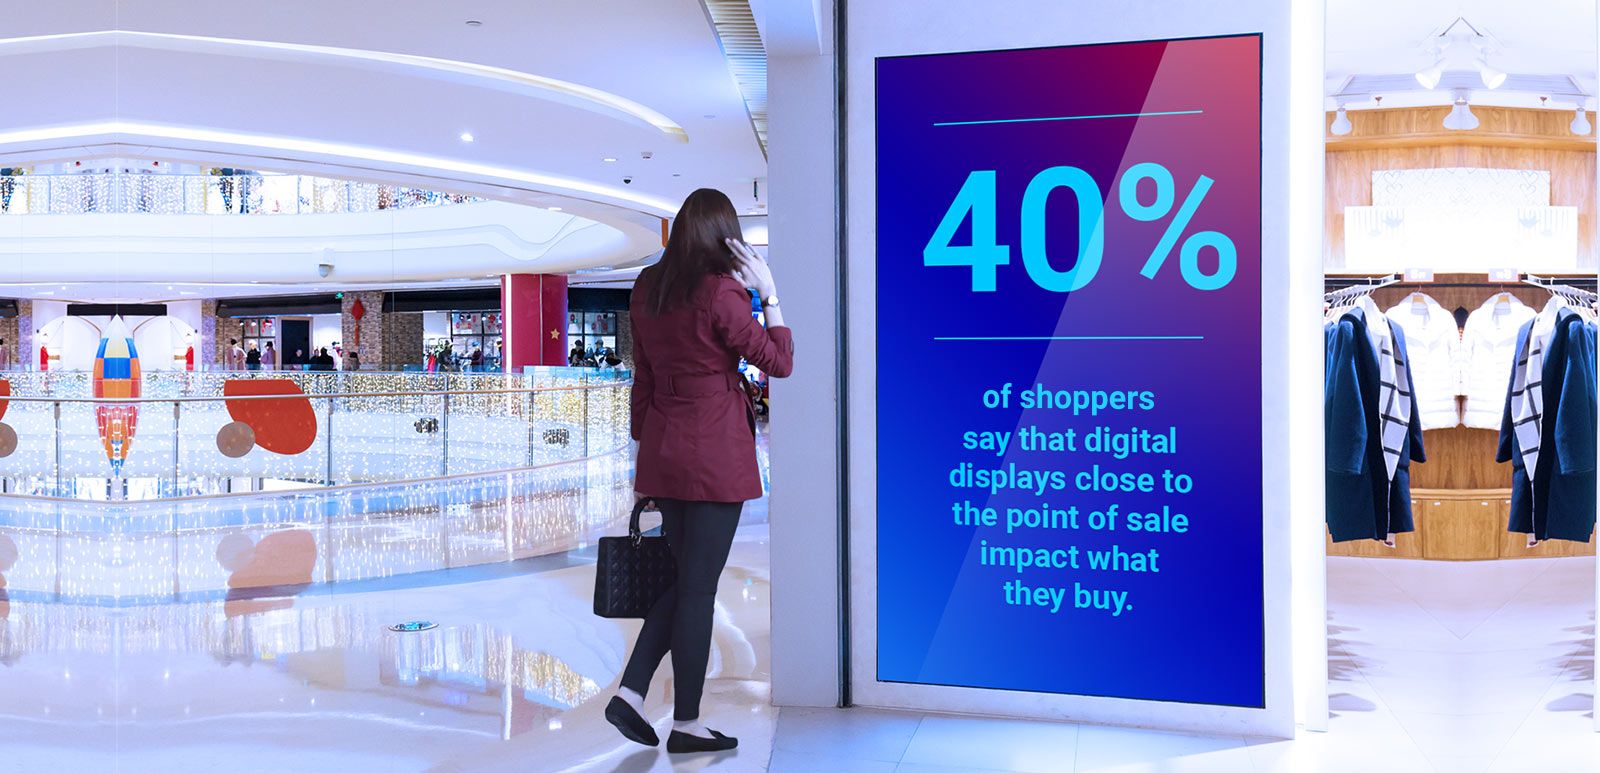 40%
of shoppers
say that digital
displays close to
the point of sale
impact what
they buy.